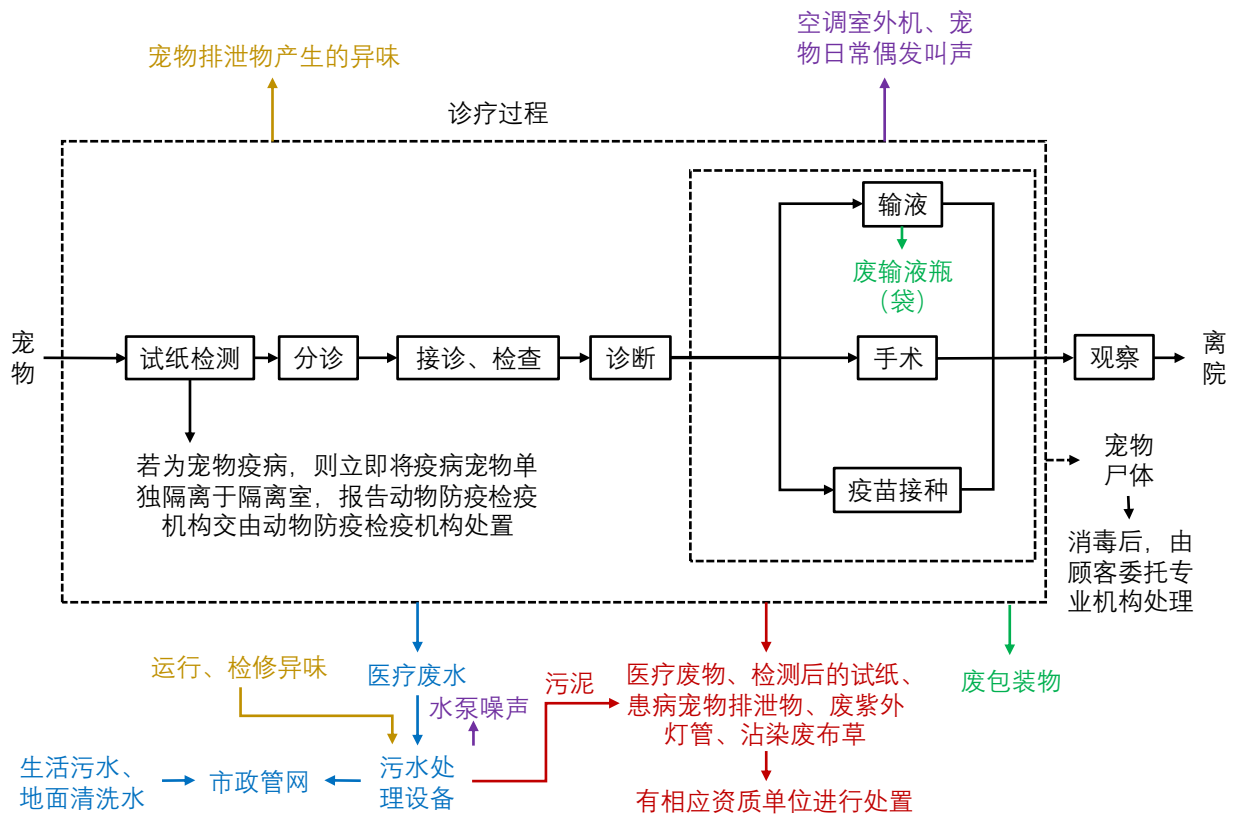 空调室外机、宠
物日常偶发叫声
宠物排泄物产生的异味
诊疗过程
输液
废输液瓶
（袋）
宠
物
试纸检测
分诊
接诊、检查
诊断
手术
观察
离
院
若为宠物疫病，则立即将疫病宠物单
独隔离于隔离室，报告动物防疫检疫
机构交由动物防疫检疫机构处置
疫苗接种
宠物
尸体
消毒后，由
顾客委托专
业机构处理
运行、检修异味
医疗废水
水泵噪声
污泥
医疗废物、检测后的试纸、
患病宠物排泄物、废紫外
灯管、沾染废布草
废包装物
生活污水、
地面清洗水
市政管网
污水处
理设备
有相应资质单位进行处置